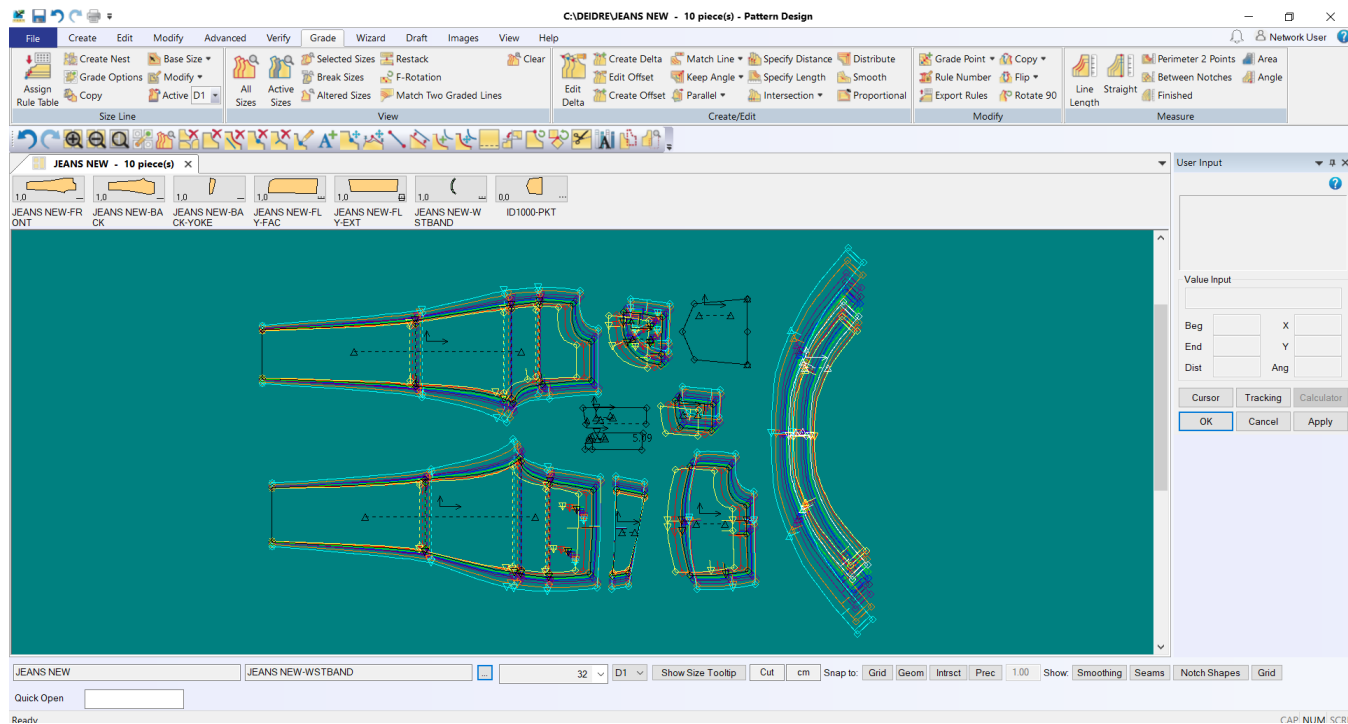 C:\DEIDRE\JEANS NEW - 10 piece(s) - Pattern Design
File Create Edit Modify Advanced Verify Grade Wizard Draft Images View Help
Network User
Assign Rule Table
Create Nest
Grade Options
Copy
Base Size
Modify
Active D1
Size Line
All Sizes
Active Sizes
Selected Sizes
Break Sizes
Altered Sizes
Restack
F-Rotation
Match Two Graded Lines
Clear
View
Edit Delta
Create Delta
Edit Offset
Create Offset
Match Line
Keep Angle
Parallel
Specify Distance
Specify Length
Intersection
Distribute
Smooth
Proportional
Create/Edit
Grade Point
Rule Number
Export Rules
Copy
Flip
Rotate 90
Modify
Line Length
Straight
Perimeter 2 Points
Between Notches
Finished
Area
Angle
Measure
JEANS NEW - 10 piece(s)
1,0 1,0 1,0 1,0 1,0 1,0 0,0
JEANS NEW-FRONT
JEANS NEW-BACK
JEANS NEW-BACK-YOKE
JEANS NEW-FLY-FAC
JEANS NEW-FLY-EXT
JEANS NEW-WSTBAND
ID1000-PKT
5.09
User Input
Value Input
Beg X
End Y
Dist Ang
Cursor Tracking Calculator
OK Cancel Apply
JEANS NEW JEANS NEW-WSTBAND ... 32 D1 Show Size Tooltip Cut cm Snap to: Grid Geom Intrsct Prec 1.00 Show: Smoothing Seams Notch Shapes Grid
Quick Open
Ready CAP NUM SCRL